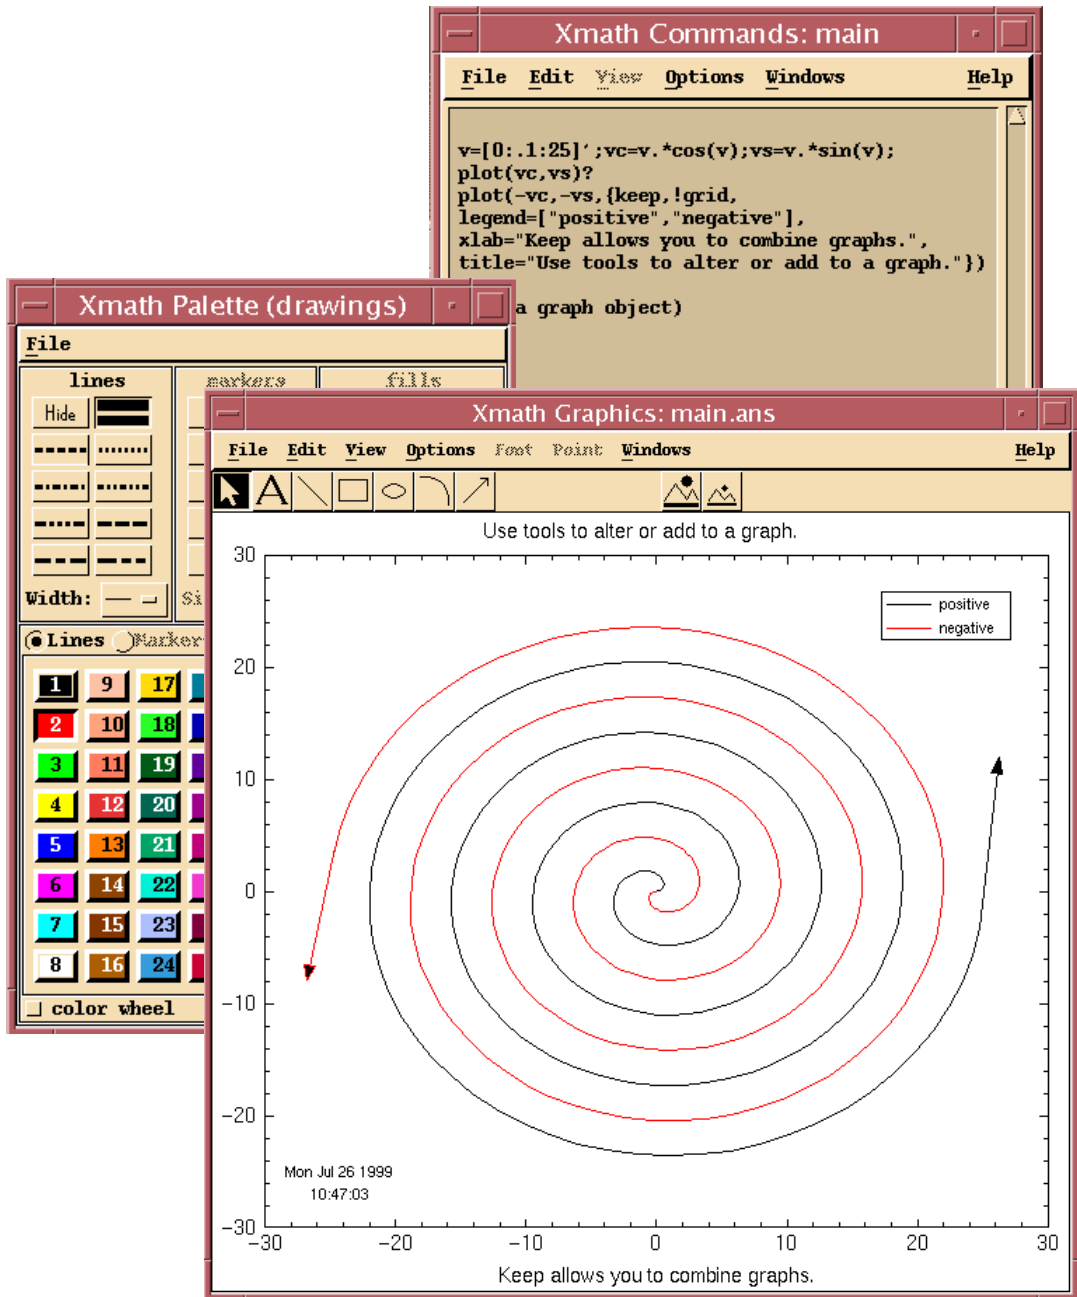 Xmath Commands: main
File Edit View Options Windows Help
v=[0:.1:25]';vc=v.*cos(v);vs=v.*sin(v);
plot(vc,vs)?
plot(-vc,-vs,{keep,!grid,
legend=["positive","negative"],
xlab="Keep allows you to combine graphs.",
title="Use tools to alter or add to a graph."})
a graph object)
Xmath Palette (drawings)
File
lines markers fills
Hide
Width: Si
Lines Marker
1 9 17
2 10 18
3 11 19
4 12 20
5 13 21
6 14 22
7 15 23
8 16 24
color wheel
Xmath Graphics: main.ans
File Edit View Options Font Point Windows Help
A
Use tools to alter or add to a graph.
30
positive
negative
20
10
0
-10
-20
Mon Jul 26 1999
10:47:03
-30
-30 -20 -10 0 10 20 30
Keep allows you to combine graphs.